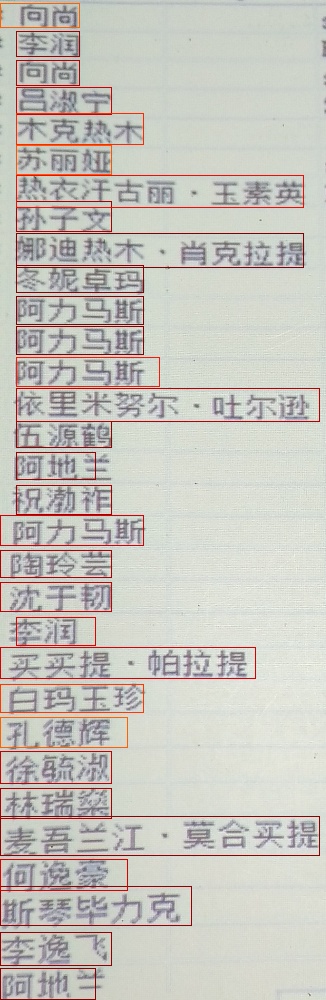 向尚
李润
向尚
吕淑宁
木克热木
苏丽娅
热衣汗古丽·玉素英
孙子文
娜迪热木·肖克拉提
冬妮卓玛
阿力马斯
阿力马斯
阿力马斯
依里米努尔·吐尔逊
伍源鹤
阿地兰
祝渤祚
阿力马斯
陶玲芸
沈于韧
李润
买买提·帕拉提
白玛玉珍
孔德辉
徐毓淑
林瑞燊
麦吾兰江·莫合买提
何逸豪
斯琴毕力克
李逸飞
阿地兰